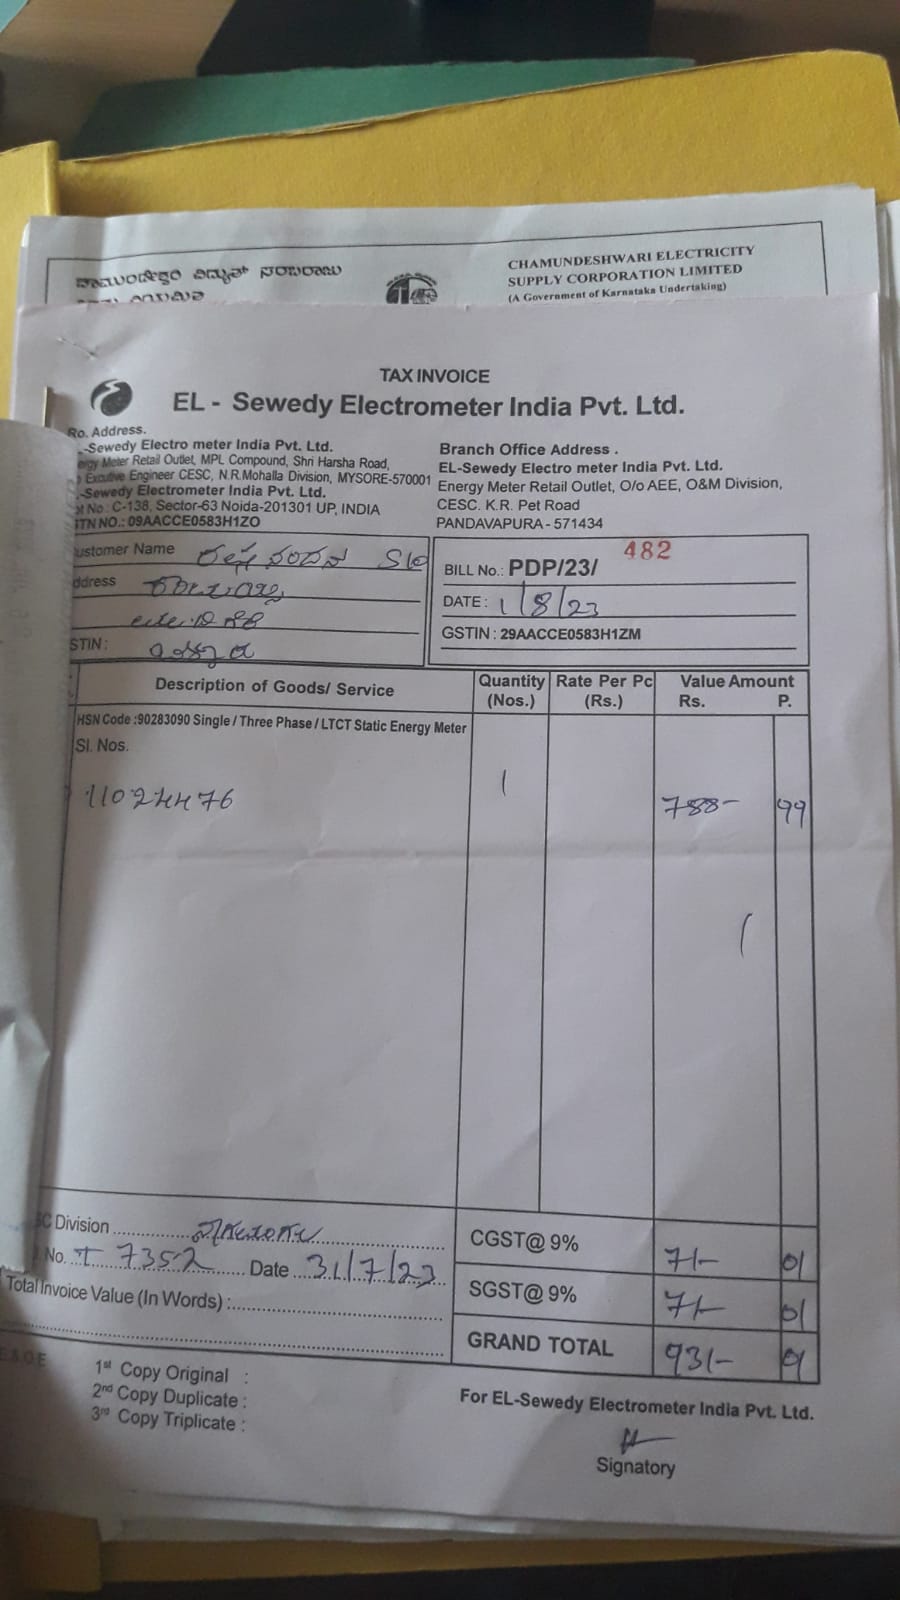 ವಿದ್ಯುತ್ ಸರಬರಾಜು
CHAMUNDESHWARI ELECTRICITY
SUPPLY CORPORATION LIMITED
(A Government of Karnataka Undertaking)
TAX INVOICE
EL - Sewedy Electrometer India Pvt. Ltd.
Ro. Address.
-Sewedy Electro meter India Pvt. Ltd.
Meter Retail Outlet, MPL Compound, Shri Harsha Road,
Engineer CESC, N.R.Mohalla Division, MYSORE-570001
-Sewedy Electrometer India Pvt. Ltd.
No : C-138, Sector-63 Noida-201301 UP, INDIA
STN NO.: 09AACCE0583H1ZO
Branch Office Address .
EL-Sewedy Electro meter India Pvt. Ltd.
Energy Meter Retail Outlet, O/o AEE, O&M Division,
CESC. K.R. Pet Road
PANDAVAPURA - 571434
ustomer Name
ddress
STIN :
482
BILL No.: PDP/23/
DATE : 1/8/23
GSTIN : 29AACCE0583H1ZM
Description of Goods/ Service
Quantity (Nos.)
Rate Per Pc (Rs.)
Value Amount
Rs. P.
HSN Code :90283090 Single / Three Phase / LTCT Static Energy Meter
Sl. Nos.
11024476 1 788- 99
SC Division
No. T 7352 Date 31/7/23
Total Invoice Value (In Words) :
CGST@ 9% 71- 01
SGST@ 9% 71- 01
GRAND TOTAL 931- 01
E & O E
1st Copy Original :
2nd Copy Duplicate :
3rd Copy Triplicate :
For EL-Sewedy Electrometer India Pvt. Ltd.
Signatory